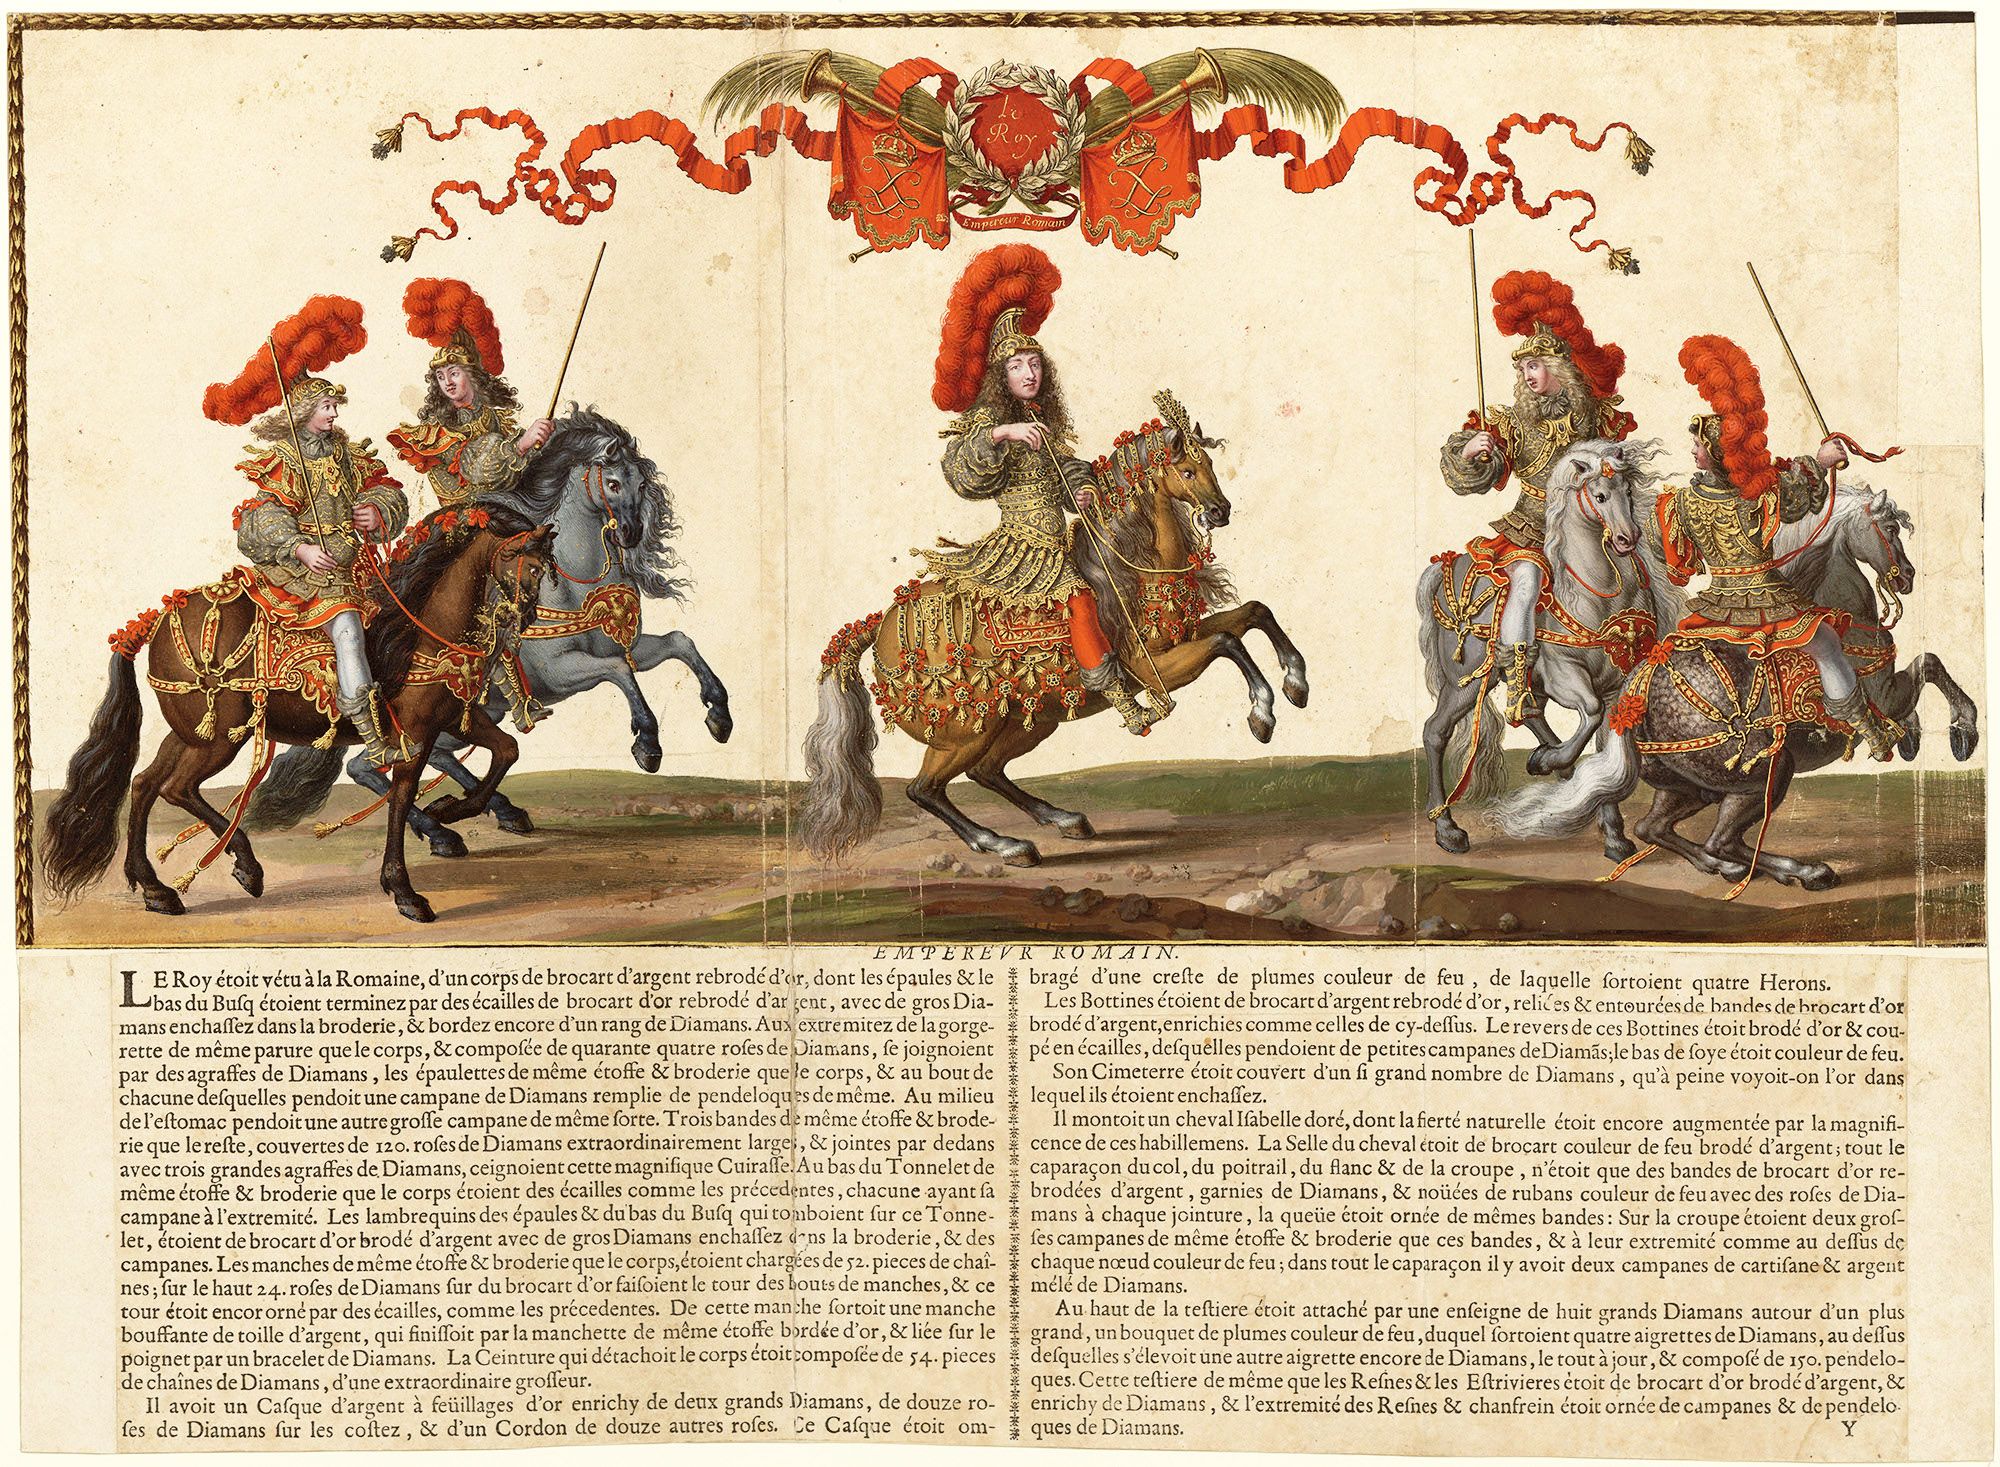 le
Roy
Empereur Romain
EMPEREVR ROMAIN.
LE Roy étoit vétu à la Romaine, d'un corps de brocart d'argent rebrodé d'or, dont les épaules & le
bas du Buſq étoient terminez par des écailles de brocart d'or rebrodé d'argent, avec de gros Dia-
mans enchaſſez dans la broderie, & bordez encore d'un rang de Diamans. Aux extremitez de la gorge-
rette de même parure que le corps, & compoſée de quarante quatre roſes de Diamans, ſe joignoient
par des agraffes de Diamans, les épaulettes de même étoffe & broderie que le corps, & au bout de
chacune deſquelles pendoit une campane de Diamans remplie de pendeloques de même. Au milieu
de l'eſtomac pendoit une autre groſſe campane de même ſorte. Trois bandes de même étoffe & brode-
rie que le reſte, couvertes de 120. roſes de Diamans extraordinairement larges, & jointes par dedans
avec trois grandes agraffes de Diamans, ceignoient cette magnifique Cuiraſſe. Au bas du Tonnelet de
même étoffe & broderie que le corps étoient des écailles comme les précedentes, chacune ayant ſa
campane à l'extremité. Les lambrequins des épaules & du bas du Buſq qui tomboient ſur ce Tonne-
let, étoient de brocart d'or brodé d'argent avec de gros Diamans enchaſſez dans la broderie, & des
campanes. Les manches de même étoffe & broderie que le corps, étoient chargées de 52. pieces de chaî-
nes; ſur le haut 24. roſes de Diamans ſur du brocart d'or faiſoient le tour des bouts de manches, & ce
tour étoit encor orné par des écailles, comme les précedentes. De cette manche ſortoit une manche
bouffante de toille d'argent, qui finiſſoit par la manchette de même étoffe bordée d'or, & liée ſur le
poignet par un bracelet de Diamans. La Ceinture qui détachoit le corps étoit compoſée de 54. pieces
de chaînes de Diamans, d'une extraordinaire groſſeur.
Il avoit un Caſque d'argent à feüillages d'or enrichy de deux grands Diamans, de douze ro-
ſes de Diamans ſur les coſtez, & d'un Cordon de douze autres roſes. Ce Caſque étoit om-
bragé d'une creſte de plumes couleur de feu, de laquelle ſortoient quatre Herons.
Les Bottines étoient de brocart d'argent rebrodé d'or, reliées & entourées de bandes de brocart d'or
brodé d'argent, enrichies comme celles de cy-deſſus. Le revers de ces Bottines étoit brodé d'or & cou-
pé en écailles, deſquelles pendoient de petites campanes de Diamãs; le bas de ſoye étoit couleur de feu.
Son Cimeterre étoit couvert d'un ſi grand nombre de Diamans, qu'à peine voyoit-on l'or dans
lequel ils étoient enchaſſez.
Il montoit un cheval Iſabelle doré, dont la fierté naturelle étoit encore augmentée par la magnifi-
cence de ces habillemens. La Selle du cheval étoit de brocart couleur de feu brodé d'argent; tout le
caparaçon du col, du poitrail, du flanc & de la croupe, n'étoit que des bandes de brocart d'or re-
brodées d'argent, garnies de Diamans, & noüées de rubans couleur de feu avec des roſes de Dia-
mans à chaque jointure, la queüe étoit ornée de mêmes bandes: Sur la croupe étoient deux groſ-
ſes campanes de même étoffe & broderie que ces bandes, & à leur extremité comme au deſſus de
chaque nœud couleur de feu; dans tout le caparaçon il y avoit deux campanes de cartiſane & argent
mélé de Diamans.
Au haut de la teſtiere étoit attaché par une enſeigne de huit grands Diamans autour d'un plus
grand, un bouquet de plumes couleur de feu, duquel ſortoient quatre aigrettes de Diamans, au deſſus
deſquelles s'élevoit une autre aigrette encore de Diamans, le tout à jour, & compoſé de 150. pendelo-
ques. Cette teſtiere de même que les Reſnes & les Eſtrivieres étoit de brocart d'or brodé d'argent, &
enrichy de Diamans, & l'extremité des Reſnes & chanfrein étoit ornée de campanes & de pendelo-
ques de Diamans.
Y